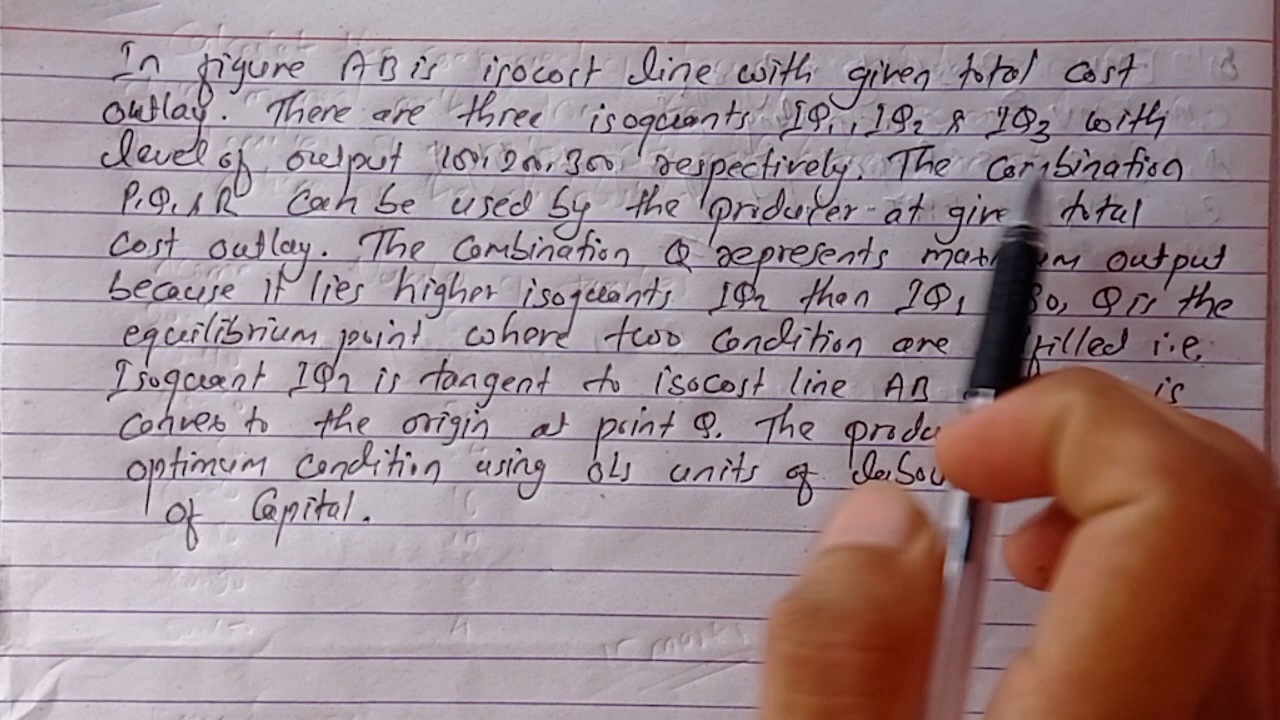 In figure AB is isocost line with given total cost
outlay. There are three isoquants IQ1, IQ2 & IQ3 with
level of output 100, 200, 300 respectively. The combination
P, Q, & R can be used by the producer at given total
cost outlay. The combination Q represents output
because it lies higher isoquants IQ2 than IQ1 So, Q is the
equilibrium point where two condition are filled i.e.
Isoquant IQ2 is tangent to isocost line AB is
convex to the origin at point Q. The
optimum condition using OL1 units of
of Capital.